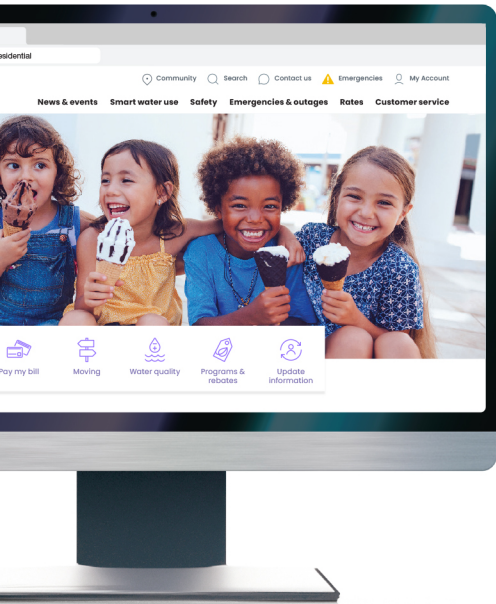 esidential
Community Search Contact us Emergencies My Account
News & events Smart water use Safety Emergencies & outages Rates Customer service
Pay my bill Moving Water quality Programs & Update
rebates information